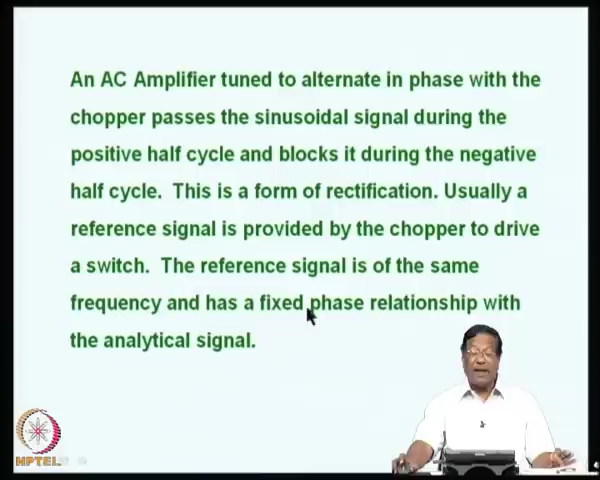 An AC Amplifier tuned to alternate in phase with the
chopper passes the sinusoidal signal during the
positive half cycle and blocks it during the negative
half cycle. This is a form of rectification. Usually a
reference signal is provided by the chopper to drive
a switch. The reference signal is of the same
frequency and has a fixed phase relationship with
the analytical signal.
NPTEL